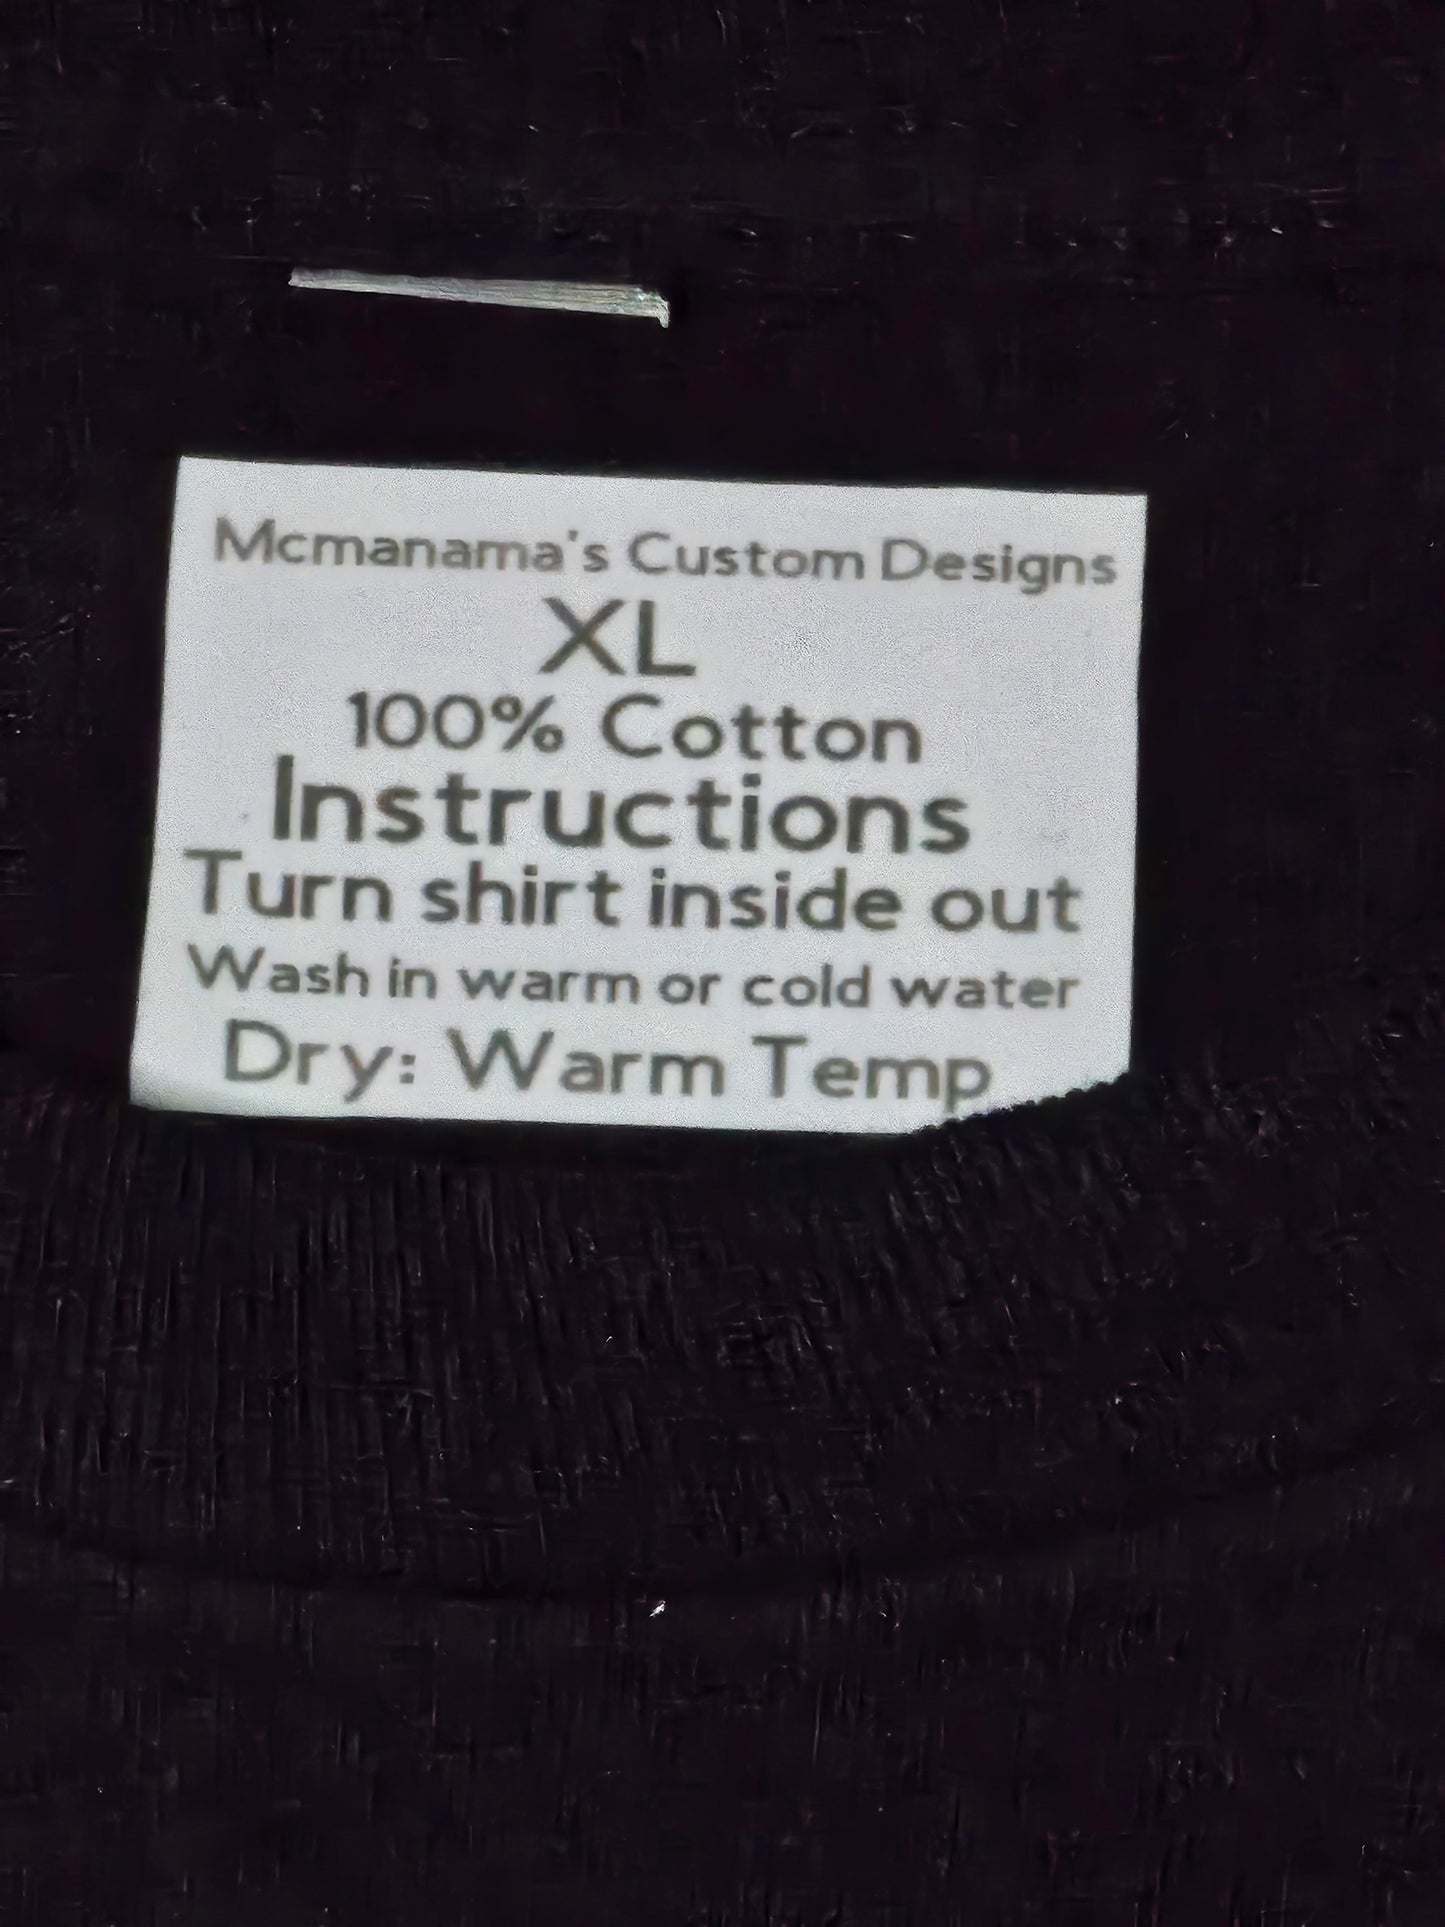 Mcmanama's Custom Designs
XL
100% Cotton
Instructions
Turn shirt inside out
Wash in warm or cold water
Dry: Warm Temp